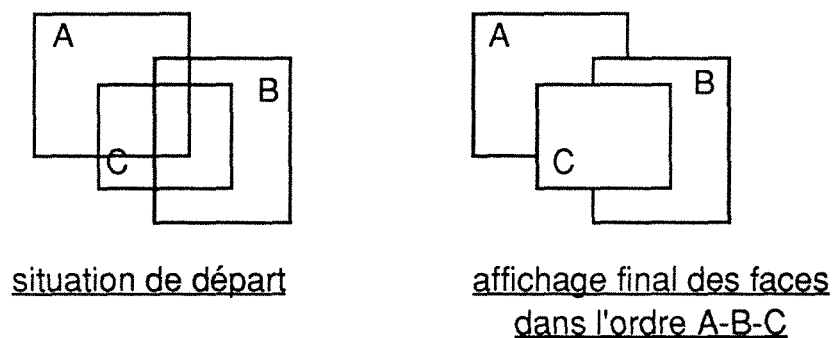 A
B
C
situation de départ
A
B
C
affichage final des faces
dans l'ordre A-B-C